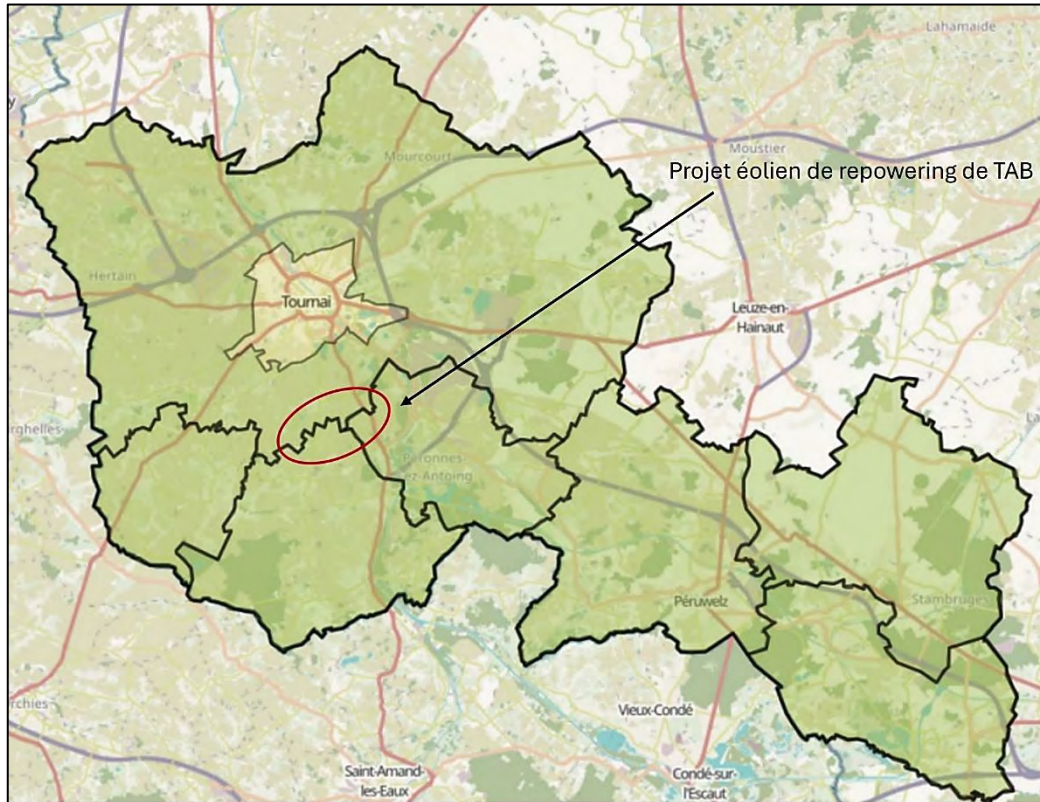 Lahamaide
Mourcourt
Moustier
Projet éolien de repowering de TAB
Hertain
Tournai
Leuze-en-
Hainaut
Péronnes-
lez-Antoing
Stambruges
Péruwelz
Vieux-Condé
Saint-Amand-
les-Eaux
Condé-sur-
l'Escaut